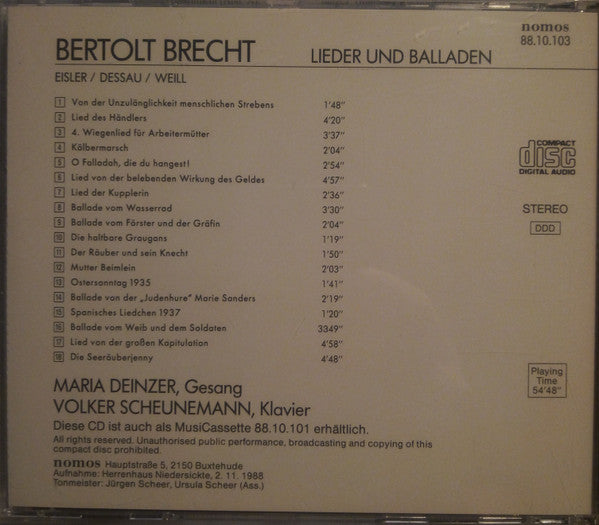 nomos
88.10.103
BERTOLT BRECHT LIEDER UND BALLADEN
EISLER / DESSAU / WEILL
1 Von der Unzulänglichkeit menschlichen Strebens 1'48"
2 Lied des Händlers 4'20"
3 4. Wiegenlied für Arbeitermütter 3'37"
4 Kälbermarsch 2'04"
5 O Falladah, die du hangest! 2'54"
6 Lied von der belebenden Wirkung des Geldes 4'57"
7 Lied der Kupplerin 2'36"
8 Ballade vom Wasserrad 3'30"
9 Ballade vom Förster und der Gräfin 2'04"
10 Die haltbare Graugans 1'19"
11 Der Räuber und sein Knecht 1'50"
12 Mutter Beimlein 2'03"
13 Ostersonntag 1935 1'41"
14 Ballade von der „Judenhure" Marie Sanders 2'19"
15 Spanisches Liedchen 1937 1'20"
16 Ballade vom Weib und dem Soldaten 3349"
17 Lied von der großen Kapitulation 4'58"
18 Die Seeräuberjenny 4'48"
COMPACT
disc
DIGITAL AUDIO
STEREO
DDD
Playing
Time
54'48"
MARIA DEINZER, Gesang
VOLKER SCHEUNEMANN, Klavier
Diese CD ist auch als MusiCassette 88.10.101 erhältlich.
All rights reserved. Unauthorised public performance, broadcasting and copying of this
compact disc prohibited.
nomos Hauptstraße 5, 2150 Buxtehude
Aufnahme: Herrenhaus Niedersickte, 2. 11. 1988
Tonmeister: Jürgen Scheer, Ursula Scheer (Ass.)